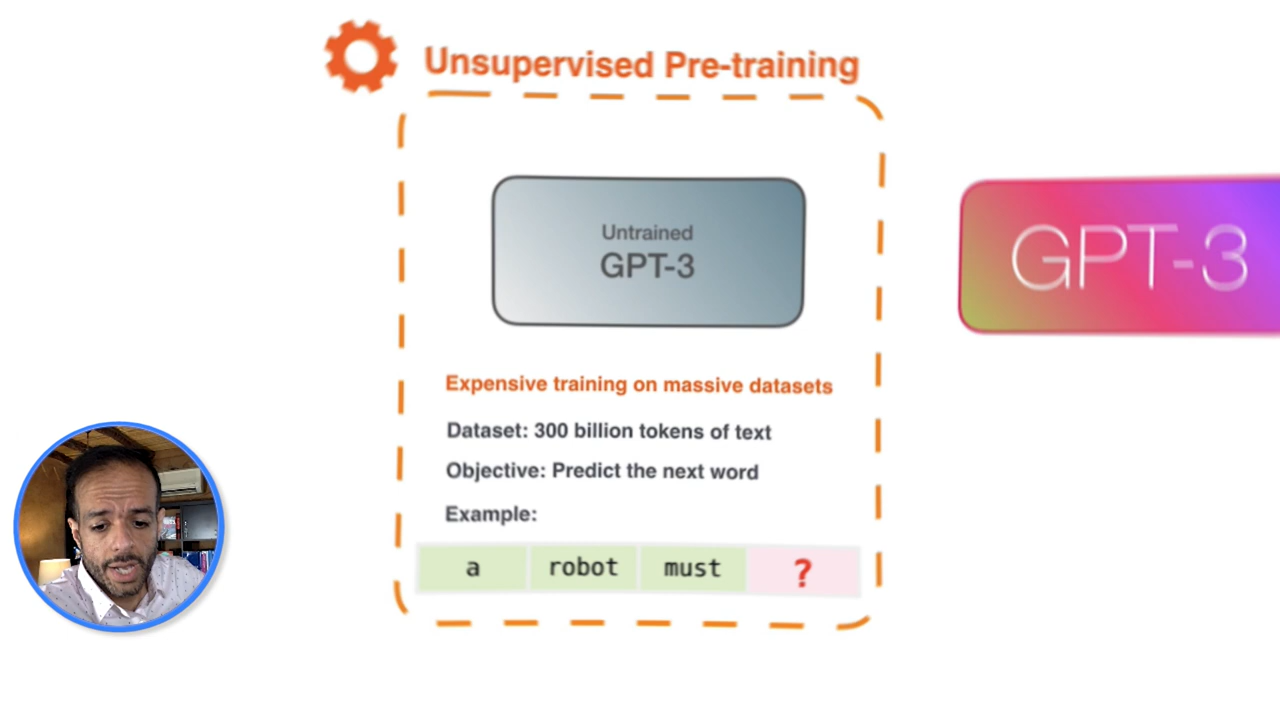 Unsupervised Pre-training
Untrained
GPT-3
GPT-3
Expensive training on massive datasets
Dataset: 300 billion tokens of text
Objective: Predict the next word
Example:
a robot must ?